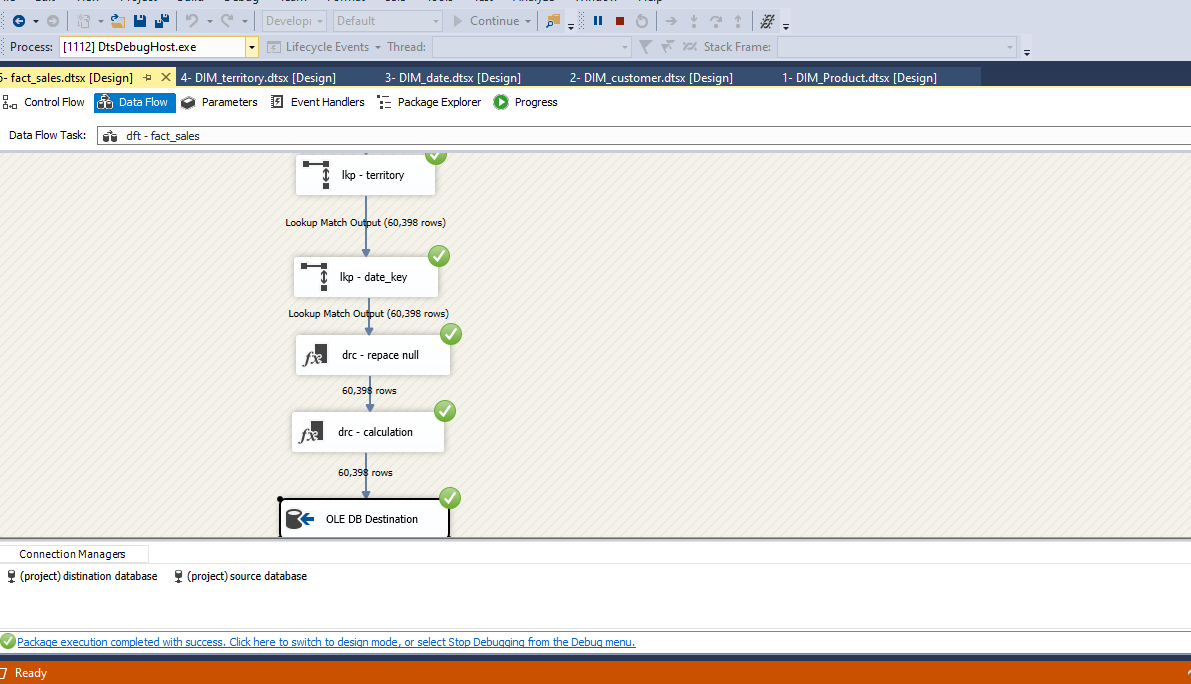 Develop Default Continue
Process: [1112] DtsDebugHost.exe Lifecycle Events Thread: Stack Frame:
fact_sales.dtsx [Design] 4- DIM_territory.dtsx [Design] 3- DIM_date.dtsx [Design] 2- DIM_customer.dtsx [Design] 1- DIM_Product.dtsx [Design]
Control Flow Data Flow Parameters Event Handlers Package Explorer Progress
Data Flow Task: dft - fact_sales
lkp - territory
Lookup Match Output (60,398 rows)
lkp - date_key
Lookup Match Output (60,398 rows)
drc - repace null
60,398 rows
drc - calculation
60,398 rows
OLE DB Destination
Connection Managers
(project) distination database (project) source database
Package execution completed with success. Click here to switch to design mode, or select Stop Debugging from the Debug menu.
Ready